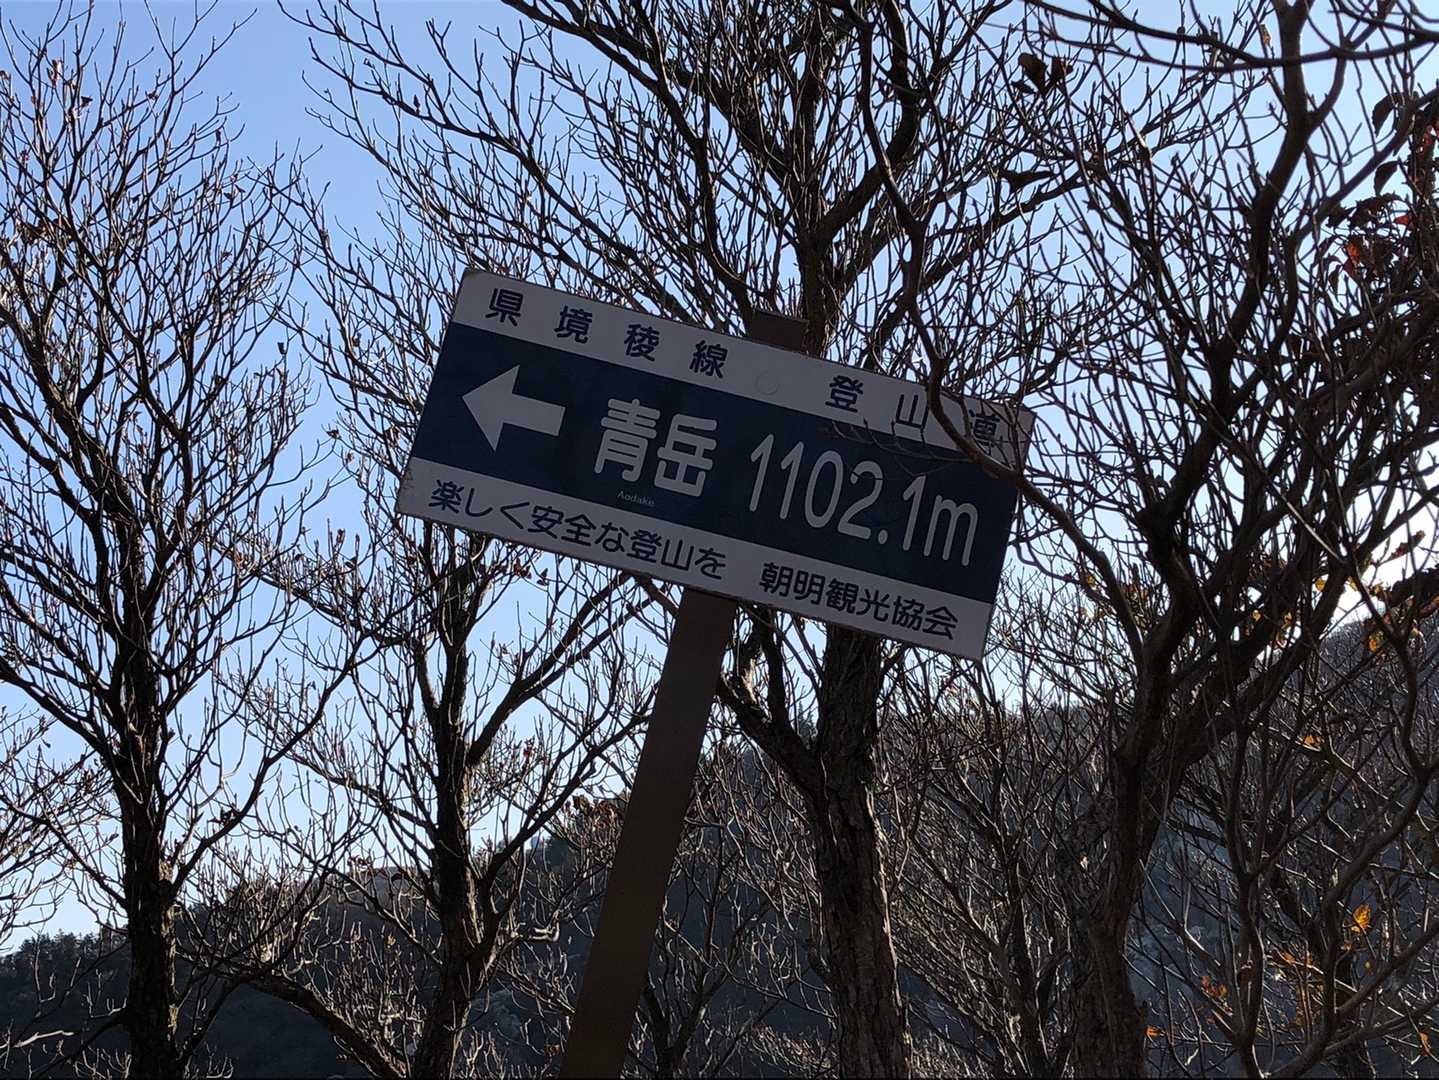 県境稜線 登山道
← 青岳 1102.1m
Aodake
楽しく安全な登山を 朝明観光協会